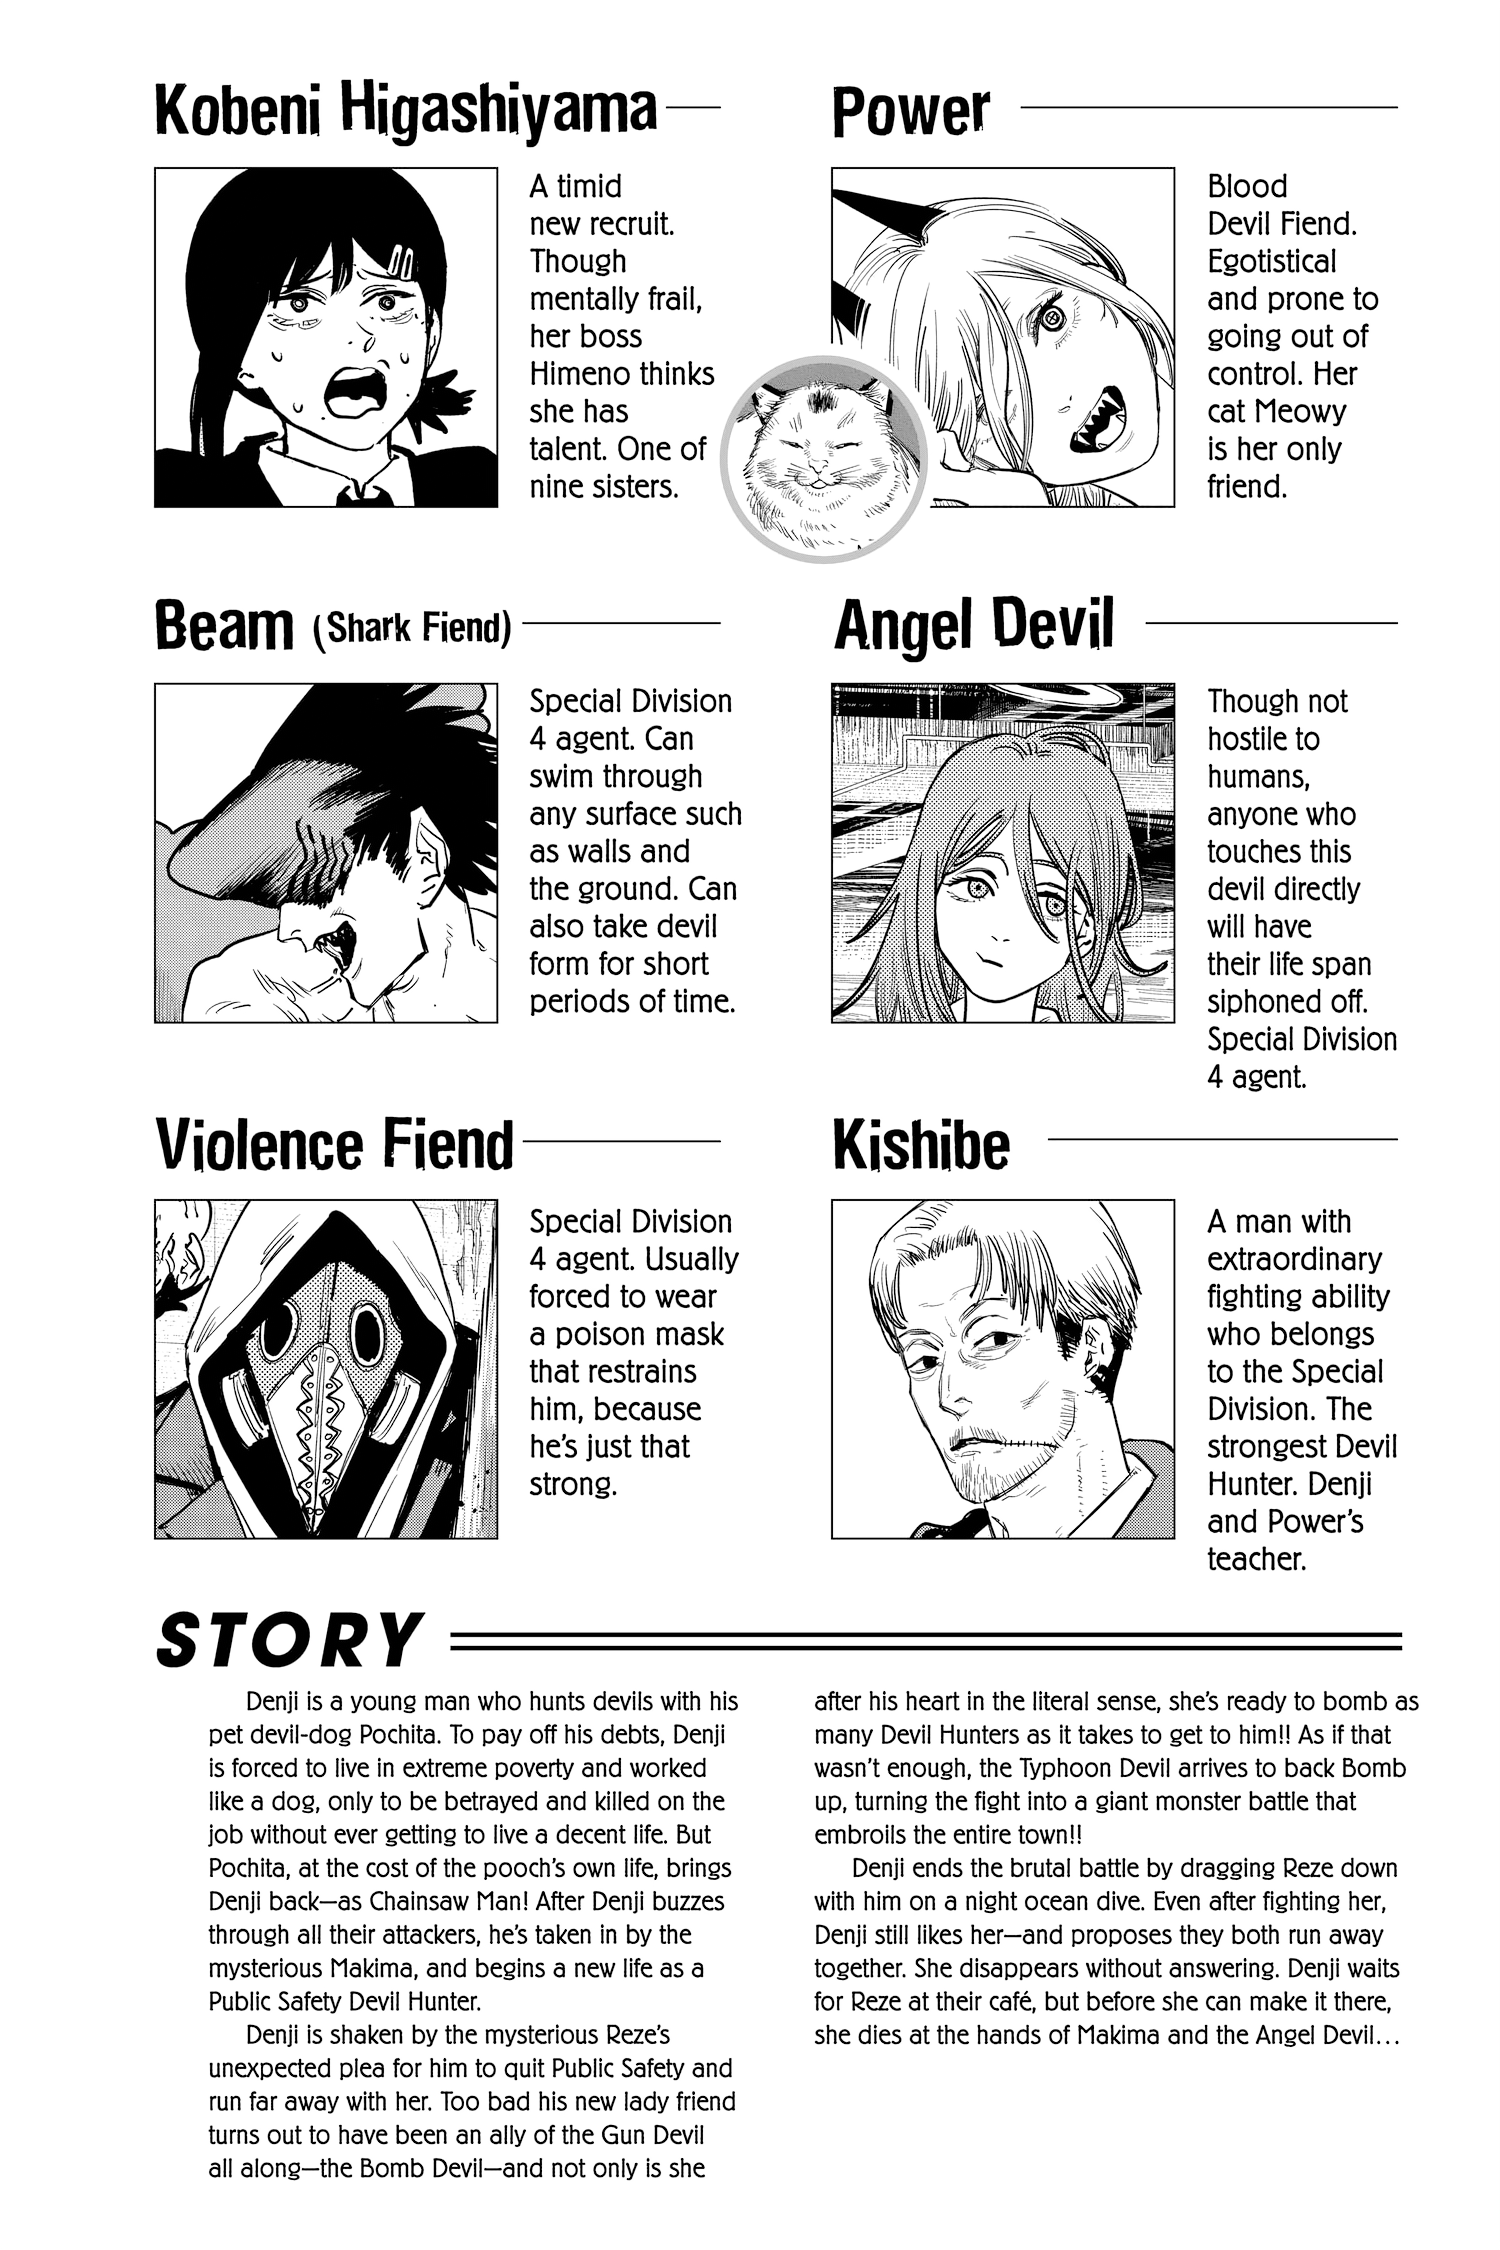 Kobeni Higashiyama
A timid
new recruit.
Though
mentally frail,
her boss
Himeno thinks
she has
talent. One of
nine sisters.
Power
Blood
Devil Fiend.
Egotistical
and prone to
going out of
control. Her
cat Meowy
is her only
friend.
Beam (Shark Fiend)
Special Division
4 agent. Can
swim through
any surface such
as walls and
the ground. Can
also take devil
form for short
periods of time.
Angel Devil
Though not
hostile to
humans,
anyone who
touches this
devil directly
will have
their life span
siphoned off.
Special Division
4 agent.
Violence Fiend
Special Division
4 agent. Usually
forced to wear
a poison mask
that restrains
him, because
he's just that
strong.
Kishibe
A man with
extraordinary
fighting ability
who belongs
to the Special
Division. The
strongest Devil
Hunter. Denji
and Power's
teacher.
STORY
Denji is a young man who hunts devils with his
pet devil-dog Pochita. To pay off his debts, Denji
is forced to live in extreme poverty and worked
like a dog, only to be betrayed and killed on the
job without ever getting to live a decent life. But
Pochita, at the cost of the pooch's own life, brings
Denji back—as Chainsaw Man! After Denji buzzes
through all their attackers, he's taken in by the
mysterious Makima, and begins a new life as a
Public Safety Devil Hunter.
Denji is shaken by the mysterious Reze's
unexpected plea for him to quit Public Safety and
run far away with her. Too bad his new lady friend
turns out to have been an ally of the Gun Devil
all along—the Bomb Devil—and not only is she
after his heart in the literal sense, she's ready to bomb as
many Devil Hunters as it takes to get to him!! As if that
wasn't enough, the Typhoon Devil arrives to back Bomb
up, turning the fight into a giant monster battle that
embroils the entire town!!
Denji ends the brutal battle by dragging Reze down
with him on a night ocean dive. Even after fighting her,
Denji still likes her—and proposes they both run away
together. She disappears without answering. Denji waits
for Reze at their café, but before she can make it there,
she dies at the hands of Makima and the Angel Devil...